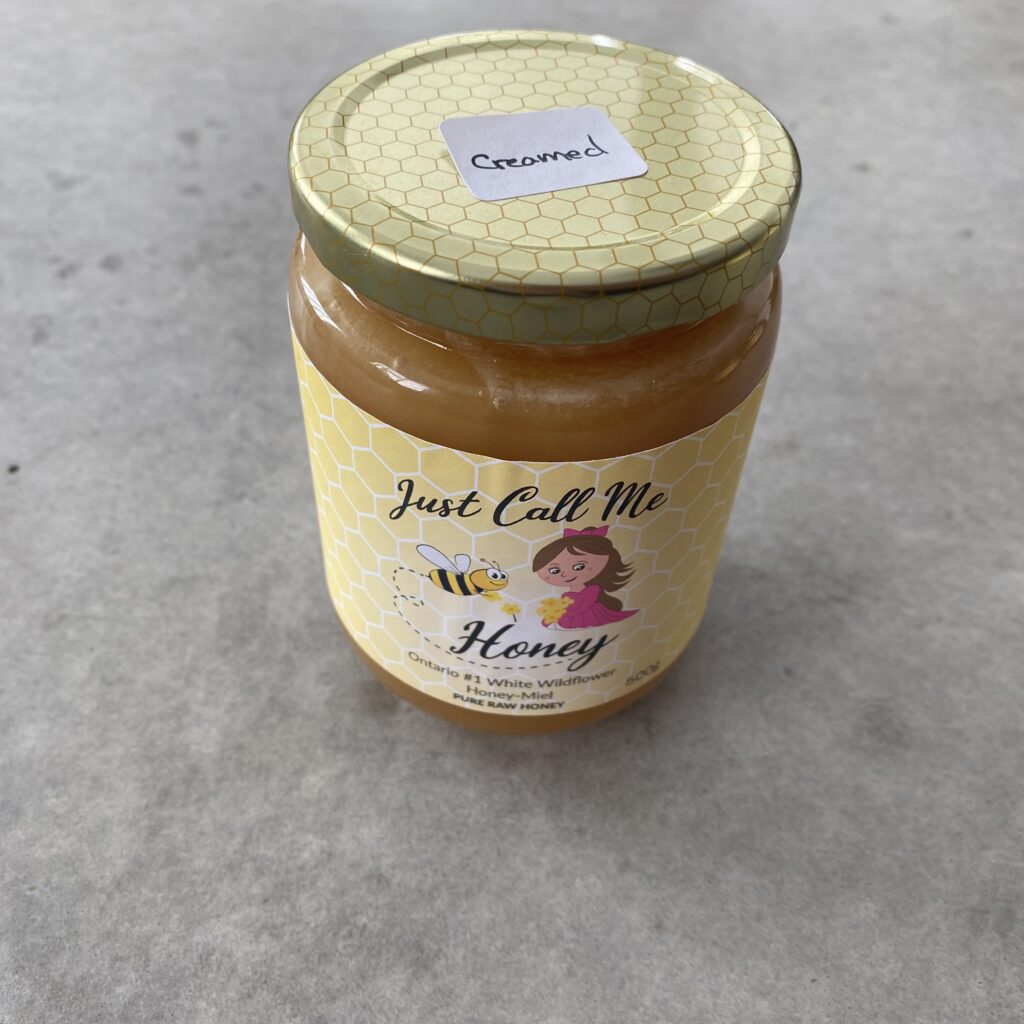 Creamed
Just Call Me
Honey
Ontario #1 White Wildflower
Honey-Miel
500g
PURE RAW HONEY